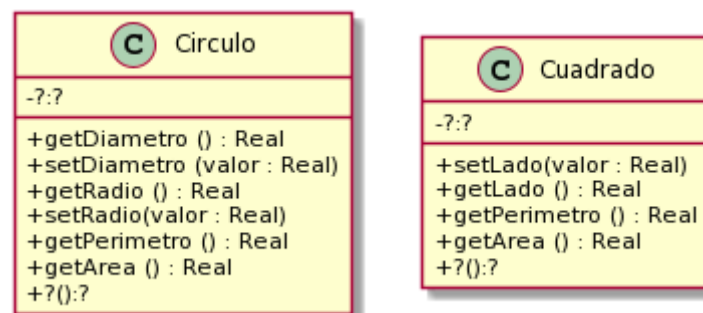 C Circulo
-?:?
+getDiametro () : Real
+setDiametro (valor : Real)
+getRadio () : Real
+setRadio(valor : Real)
+getPerimetro () : Real
+getArea () : Real
+?():?
C Cuadrado
-?:?
+setLado(valor : Real)
+getLado () : Real
+getPerimetro () : Real
+getArea () : Real
+?():?